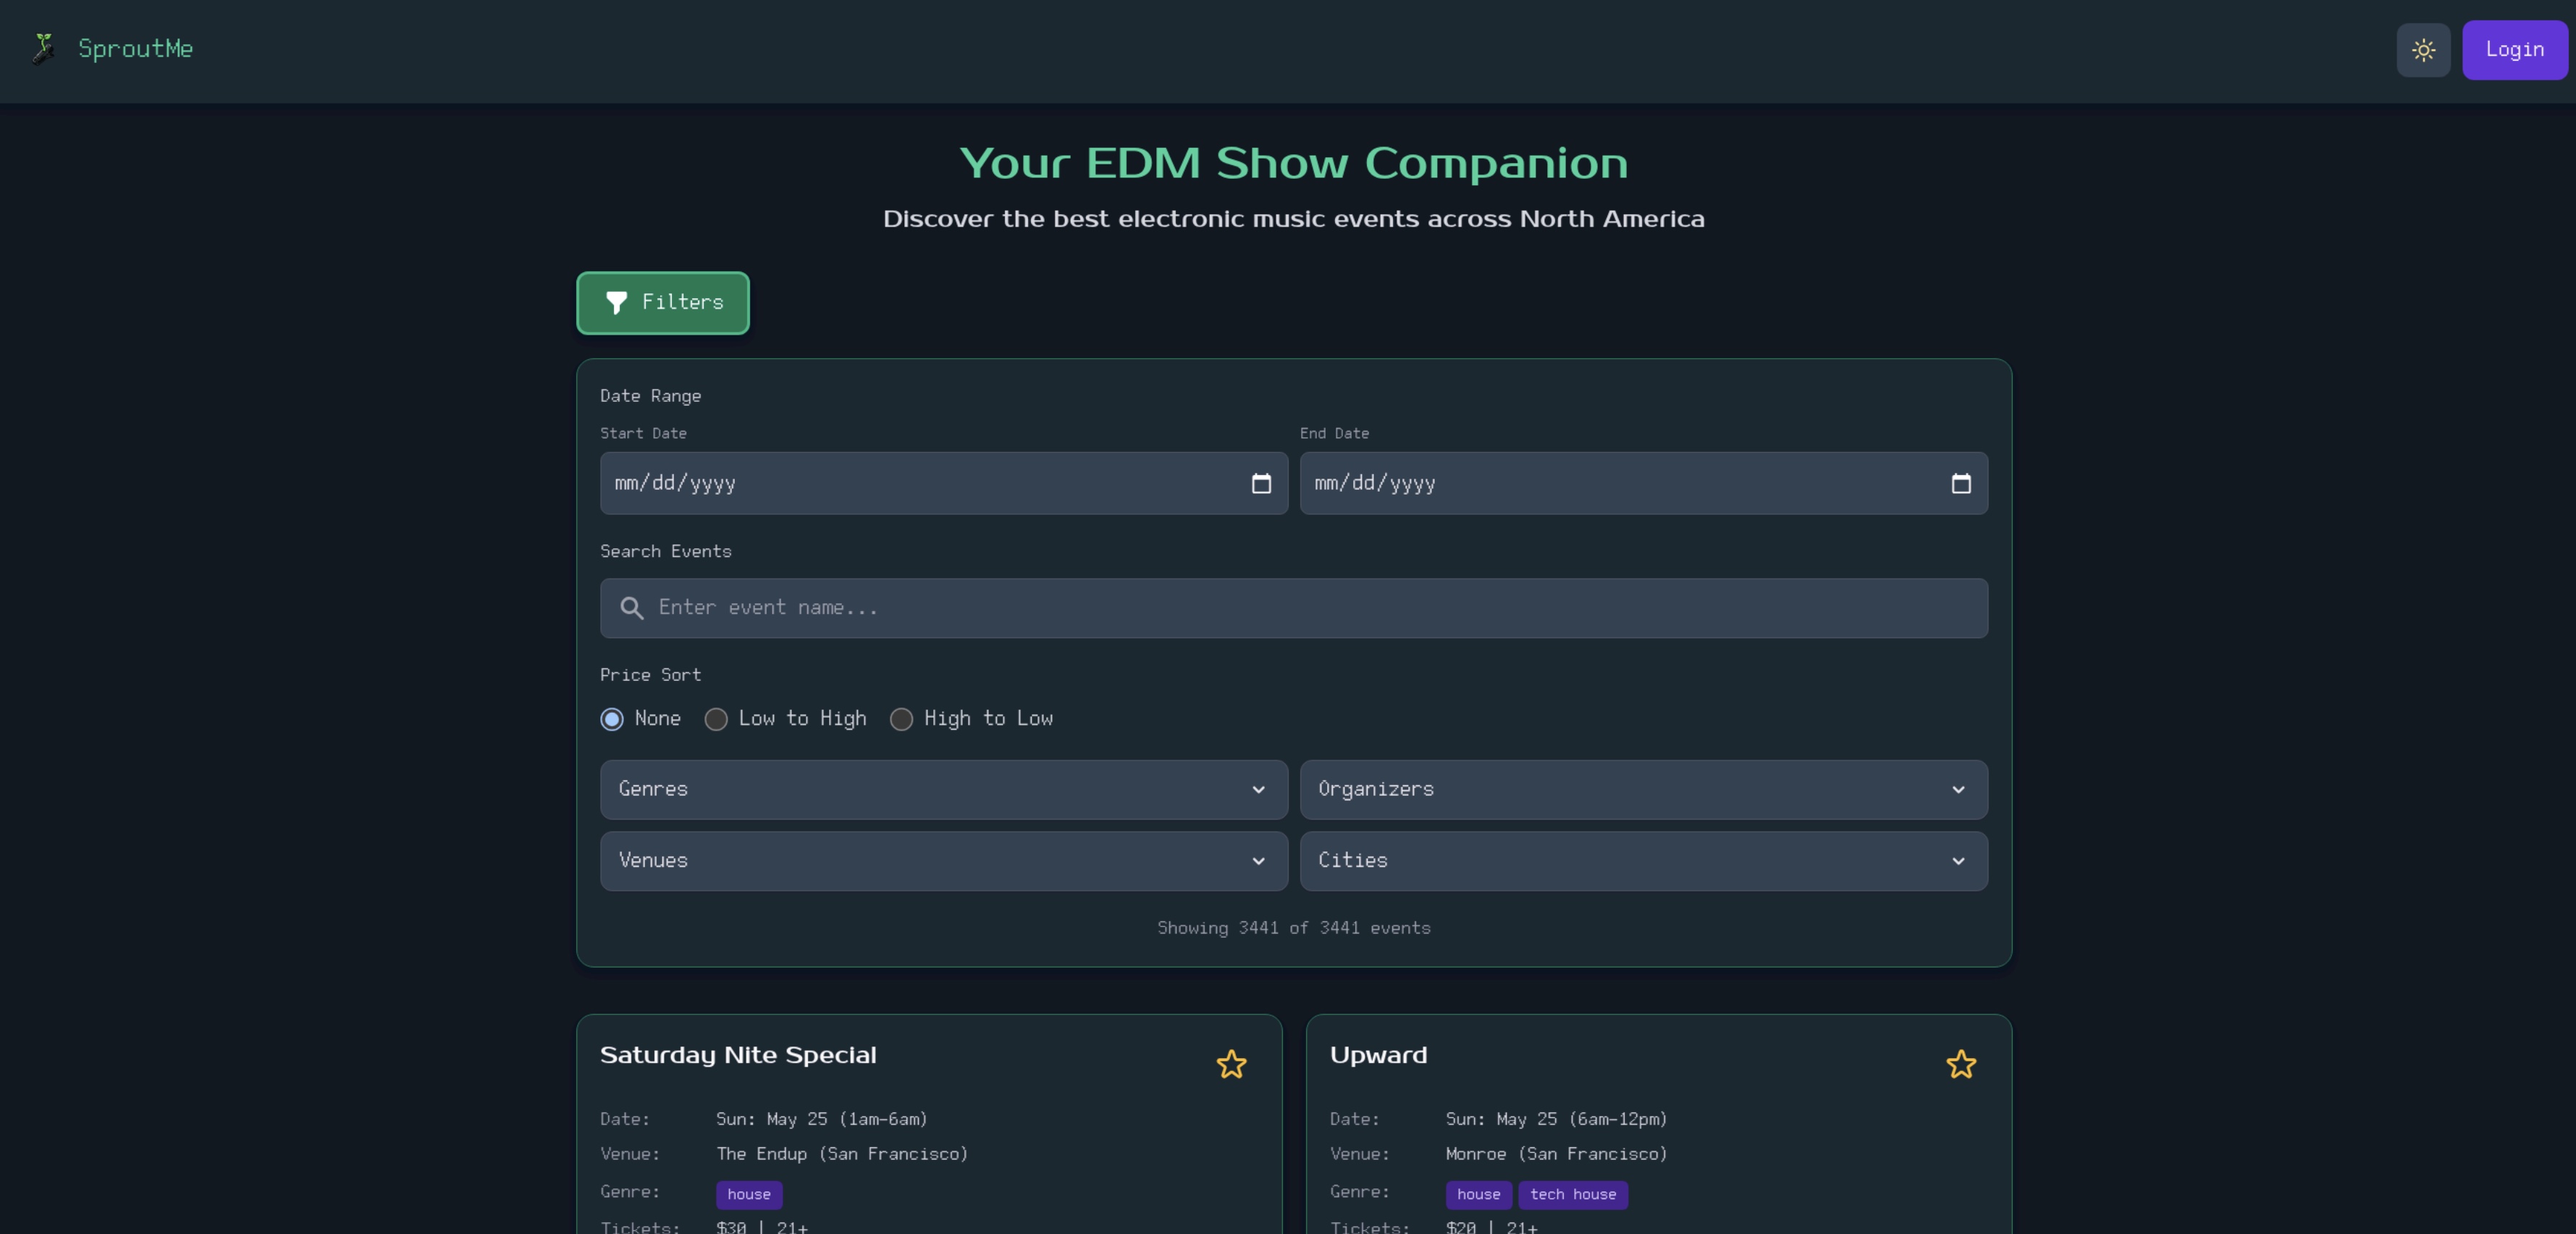 SproutMe
Login
Your EDM Show Companion
Discover the best electronic music events across North America
Filters
Date Range
Start Date
End Date
mm/dd/yyyy
mm/dd/yyyy
Search Events
Enter event name...
Price Sort
None
Low to High
High to Low
Genres
Organizers
Venues
Cities
Showing 3441 of 3441 events
Saturday Nite Special
Date: Sun: May 25 (1am-6am)
Venue: The Endup (San Francisco)
Genre: house
Tickets: $30 | 21+
Upward
Date: Sun: May 25 (6am-12pm)
Venue: Monroe (San Francisco)
Genre: house tech house
Tickets: $20 | 21+